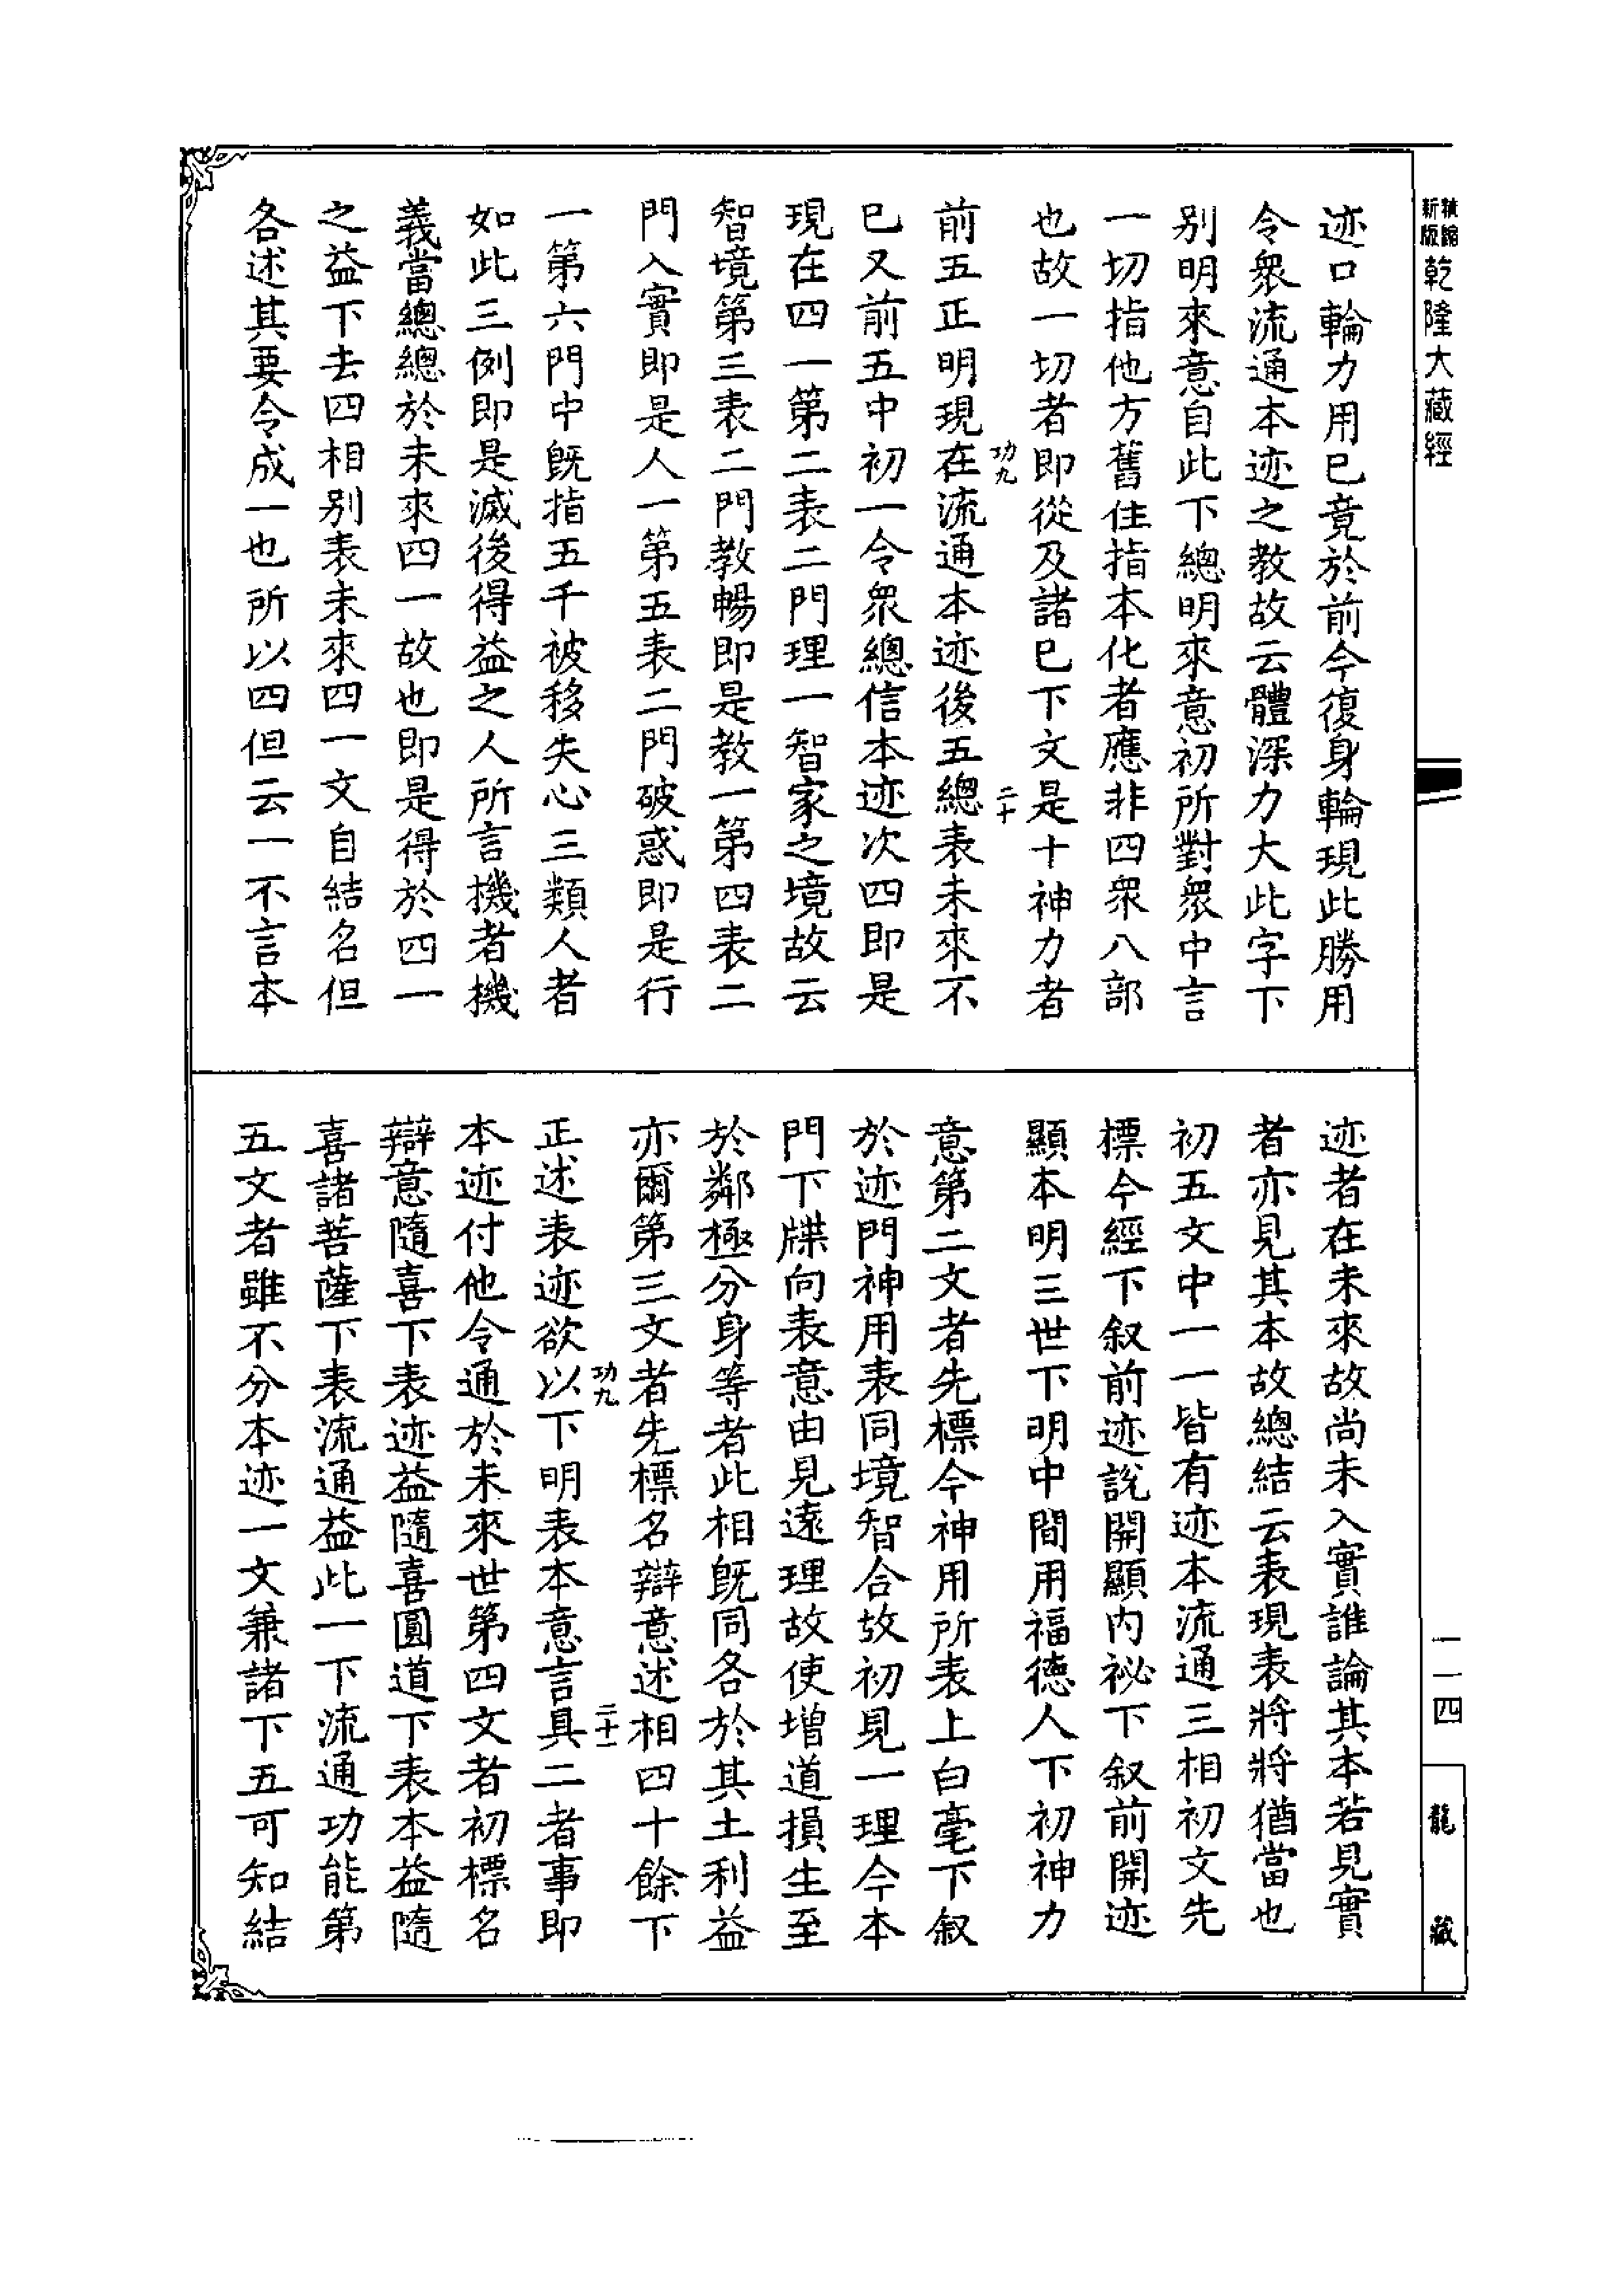 精縮
新版
乾隆大藏經
迹口輪力用已竟於前今復身輪現此勝用
令衆流通本迹之教故云體深力大此字下
别明來意自此下總明來意初所對衆中言
一切指他方舊住指本化者應非四衆八部
也故一切者即從及諸已下文是十神力者
功九
二十
前五正明現在流通本迹後五總表未來不
已又前五中初一令衆總信本迹次四即是
現在四一第二表二門理一智家之境故云
智境第三表二門教暢即是教一第四表二
門入實即是人一第五表二門破惑即是行
一第六門中既指五千被移失心三類人者
如此三例即是滅後得益之人所言機者機
義當總總於未來四一故也即是得於四一
之益下去四相别表未來四一文自結名但
各述其要令成一也所以四但云一不言本
迹者在未來故尚未入實誰論其本若見實
者亦見其本故總結云表現表將將猶當也
初五文中一一皆有迹本流通三相初文先
標今經下叙前迹說開顯内祕下叙前開迹
顯本明三世下明中間用福德人下初神力
意第二文者先標今神用所表上白毫下叙
於迹門神用表同境智合故初見一理今本
門下牒向表意由見遠理故使增道損生至
於鄰極分身等者此相旣同各於其土利益
亦爾第三文者先標名辯意述相四十餘下
功九
二十一
正述表迹欲以下明表本意言具二者事即
本迹付他令通於未來世第四文者初標名
辯意隨喜下表迹益隨喜圓道下表本益隨
喜諸菩薩下表流通益此一下流通功能第
五文者雖不分本迹一文兼諸下五可知結
一一四
龍藏